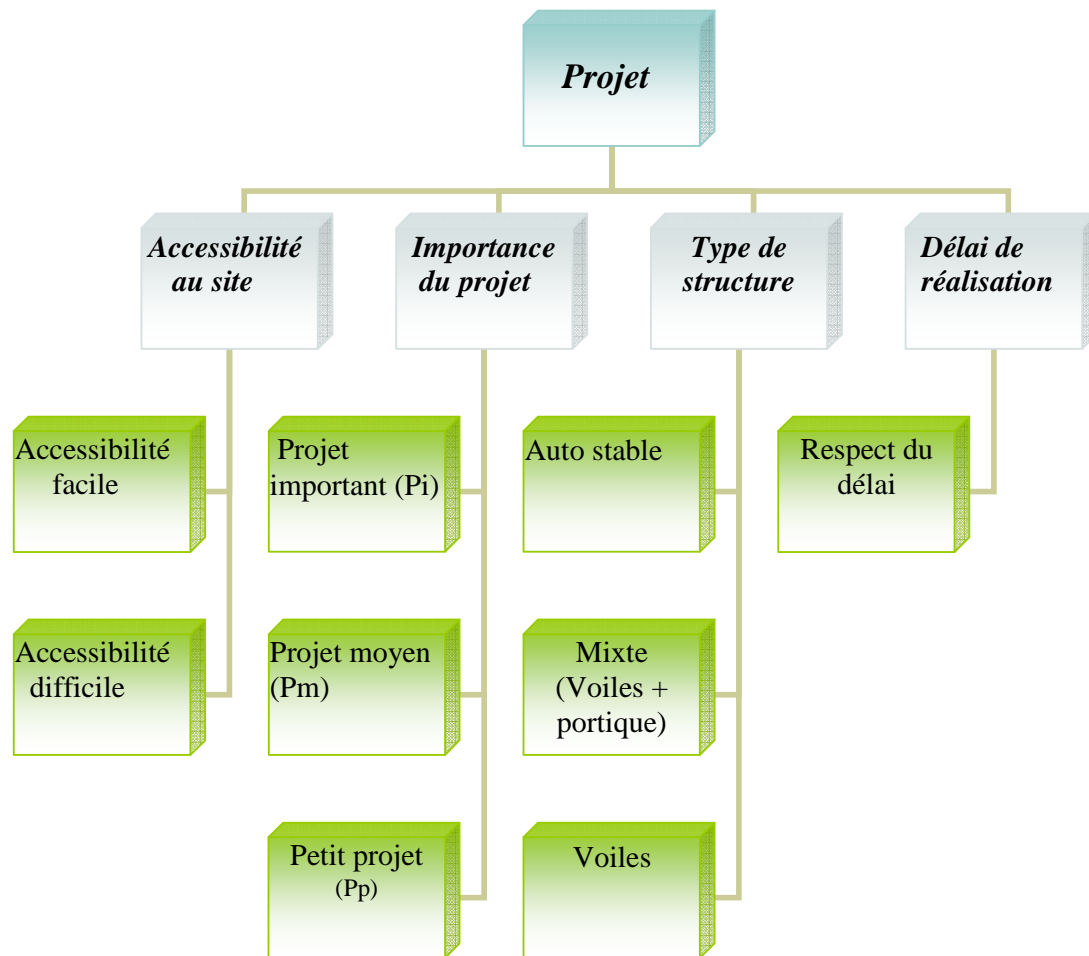 Projet
Accessibilité
au site
Importance
du projet
Type de
structure
Délai de
réalisation
Accessibilité
facile
Projet
important (Pi)
Auto stable
Respect du
délai
Accessibilité
difficile
Projet moyen
(Pm)
Mixte
(Voiles +
portique)
Petit projet
(Pp)
Voiles